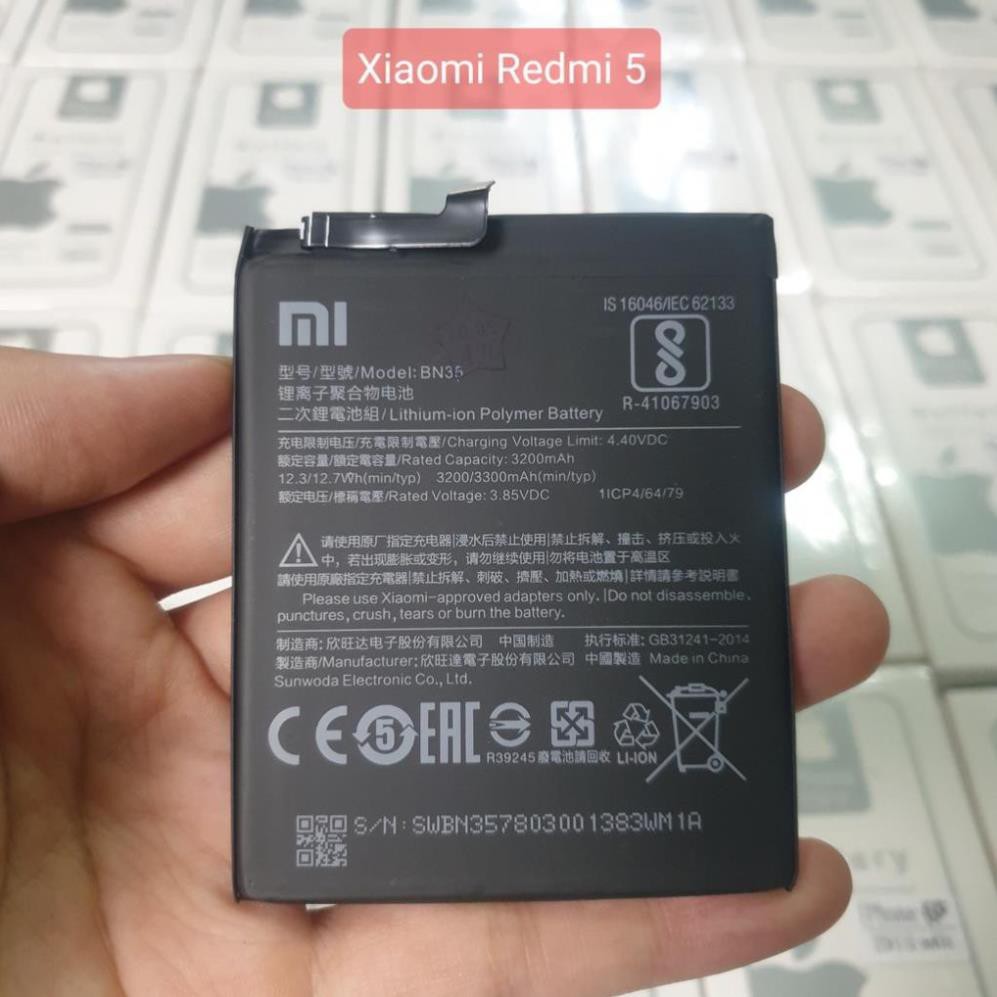 Xiaomi Redmi 5
mi
IS 16046/IEC 62133
R-41067903
型号/型號/Model: BN35
锂离子聚合物电池
二次鋰電池組/Lithium-ion Polymer Battery
充电限制电压/充電限制電壓/Charging Voltage Limit: 4.40VDC
额定容量/額定電容量/Rated Capacity: 3200mAh
12.3/12.7Wh(min/typ) 3200/3300mAh(min/typ)
额定电压/標稱電壓/Rated Voltage: 3.85VDC 1ICP4/64/79
请使用原厂指定充电器|浸水后禁止使用|禁止拆解、撞击、挤压或投入火
中，若出现膨胀或变形，请勿继续使用|勿将电池置于高温区
請使用原廠指定充電器|禁止拆解、刺破、擠壓、加熱或燃燒|詳情請參考說明書
Please use Xiaomi-approved adapters only. |Do not disassemble.
punctures, crush, tears or burn the battery.
制造商: 欣旺达电子股份有限公司 中国制造 执行标准: GB31241-2014
製造商/Manufacturer: 欣旺達電子股份有限公司 中國製造 Made in China
Sunwoda Electronic Co., Ltd.
CE 5 EAC
R39245 廢電池請回收 LI-ION
S/N: SWBN357803001383WM1A